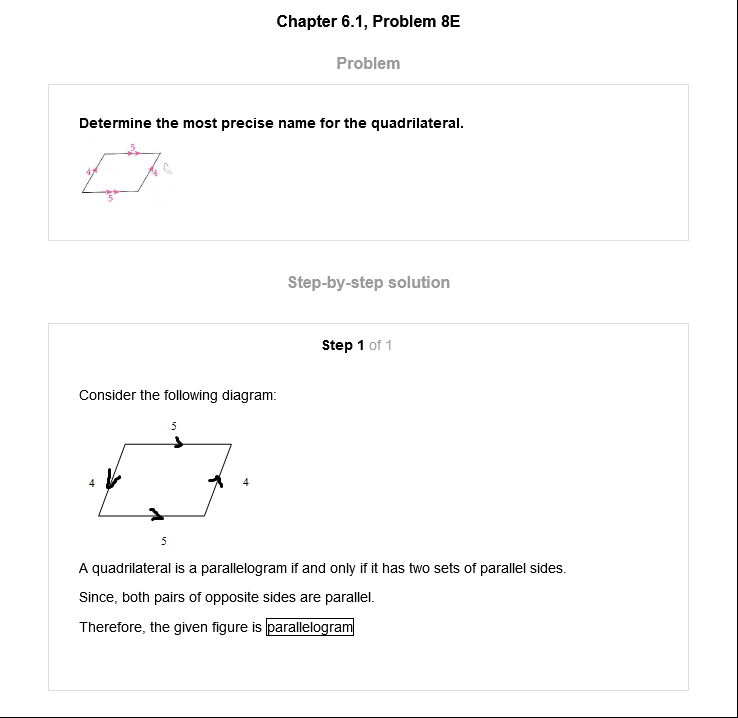 Chapter 6.1, Problem 8E
Problem
Determine the most precise name for the quadrilateral.
5
4
4
5
Step-by-step solution
Step 1 of 1
Consider the following diagram:
5
4
4
5
A quadrilateral is a parallelogram if and only if it has two sets of parallel sides.
Since, both pairs of opposite sides are parallel.
Therefore, the given figure is parallelogram